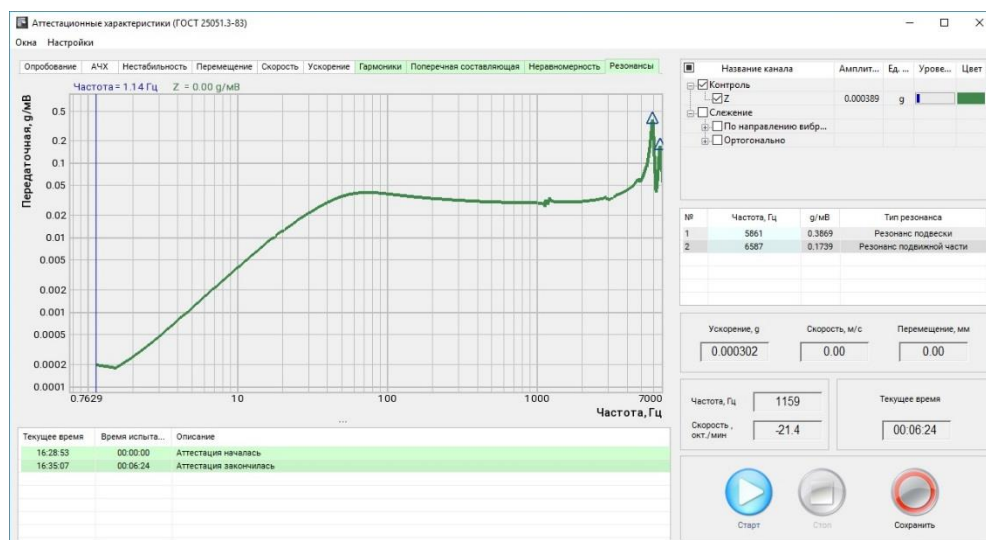 Аттестационные характеристики (ГОСТ 25051.3-83)
Окна Настройки
Опробование АЧХ Нестабильность Перемещение Скорость Ускорение Гармоники Поперечная составляющая Неравномерность Резонансы
Частота = 1.14 Гц Z = 0.00 g/мВ
Передаточная, g/мВ
0.5
0.2
0.1
0.05
0.02
0.01
0.005
0.002
0.001
0.0005
0.0002
0.0001
0.7629 10 100 1000 7000
Частота, Гц
Текущее время Время испыта... Описание
16:28:53 00:00:00 Аттестация началась
16:35:07 00:06:24 Аттестация закончилась
Название канала Амплит... Ед. ... Урове... Цвет
Контроль
Z 0.000389 g
Слежение
По направлению вибр...
Ортогонально
№ Частота, Гц g/мВ Тип резонанса
1 5861 0.3869 Резонанс подвески
2 6587 0.1739 Резонанс подвижной части
Ускорение, g Скорость, м/с Перемещение, мм
0.000302 0.00 0.00
Частота, Гц 1159 Текущее время
Скорость, окт./мин -21.4 00:06:24
Старт Стоп Сохранить